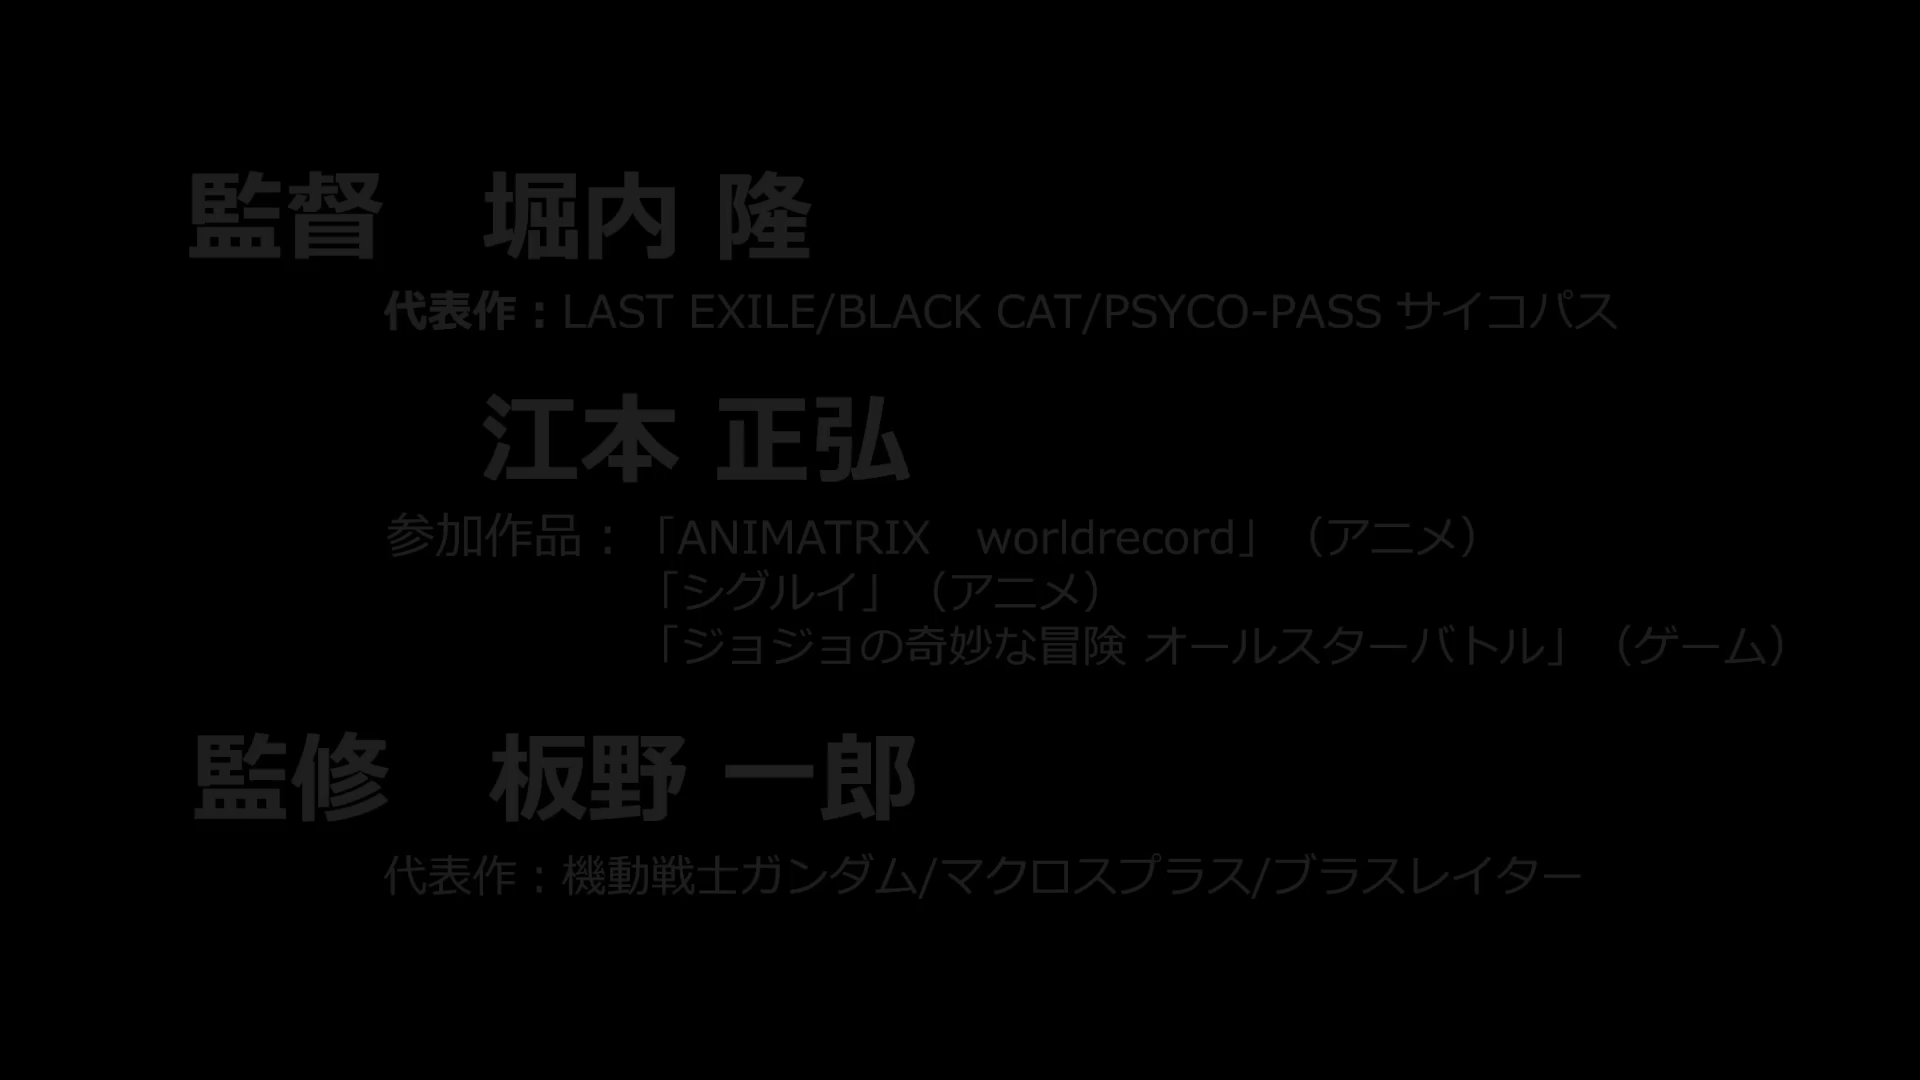 監督　堀内 隆
代表作：LAST EXILE/BLACK CAT/PSYCO-PASS サイコパス
江本 正弘
参加作品：「ANIMATRIX　worldrecord」（アニメ）
「シグルイ」（アニメ）
「ジョジョの奇妙な冒険 オールスターバトル」（ゲーム）
監修　板野 一郎
代表作：機動戦士ガンダム/マクロスプラス/ブラスレイター